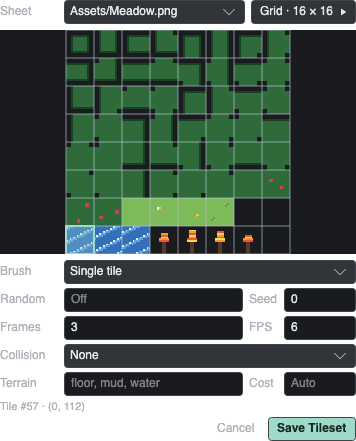 Sheet Assets/Meadow.png Grid · 16 × 16
Brush Single tile
Random Off Seed 0
Frames 3 FPS 6
Collision None
Terrain floor, mud, water Cost Auto
Tile #57 · (0, 112)
Cancel Save Tileset